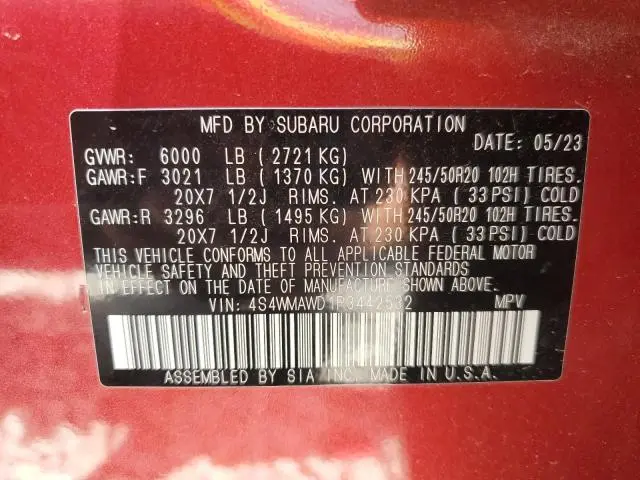 MFD BY SUBARU CORPORATION
DATE: 05/23
GVWR: 6000 LB (2721 KG)
GAWR:F 3021 LB (1370 KG) WITH 245/50R20 102H TIRES.
20X7 1/2J RIMS. AT 230 KPA (33 PSI) COLD
GAWR:R 3296 LB (1495 KG) WITH 245/50R20 102H TIRES.
20X7 1/2J RIMS. AT 230 KPA (33 PSI) COLD
THIS VEHICLE CONFORMS TO ALL APPLICABLE FEDERAL MOTOR
VEHICLE SAFETY AND THEFT PREVENTION STANDARDS
IN EFFECT ON THE DATE OF MANUFACTURE SHOWN ABOVE.
VIN: 4S4WMAWD1P3442532 MPV
ASSEMBLED BY SIA INC. MADE IN U.S.A.